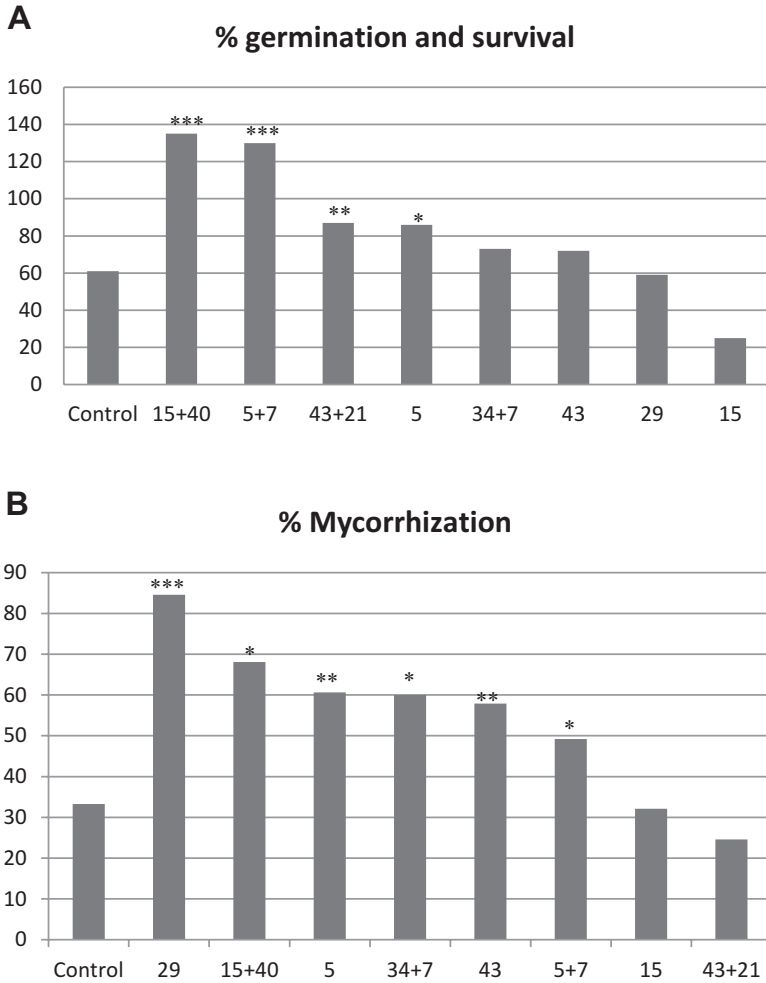 A
% germination and survival
160
140
120
100
80
60
40
20
0
*** *** ** *
Control 15+40 5+7 43+21 5 34+7 43 29 15
B
% Mycorrhization
90
80
70
60
50
40
30
20
10
0
*** * ** * ** *
Control 29 15+40 5 34+7 43 5+7 15 43+21